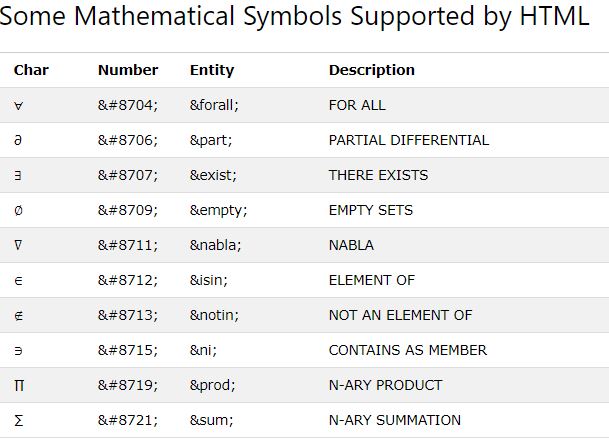 Some Mathematical Symbols Supported by HTML
Char Number Entity Description
∀ &#8704; &forall; FOR ALL
∂ &#8706; &part; PARTIAL DIFFERENTIAL
∃ &#8707; &exist; THERE EXISTS
∅ &#8709; &empty; EMPTY SETS
∇ &#8711; &nabla; NABLA
∈ &#8712; &isin; ELEMENT OF
∉ &#8713; &notin; NOT AN ELEMENT OF
∋ &#8715; &ni; CONTAINS AS MEMBER
∏ &#8719; &prod; N-ARY PRODUCT
∑ &#8721; &sum; N-ARY SUMMATION